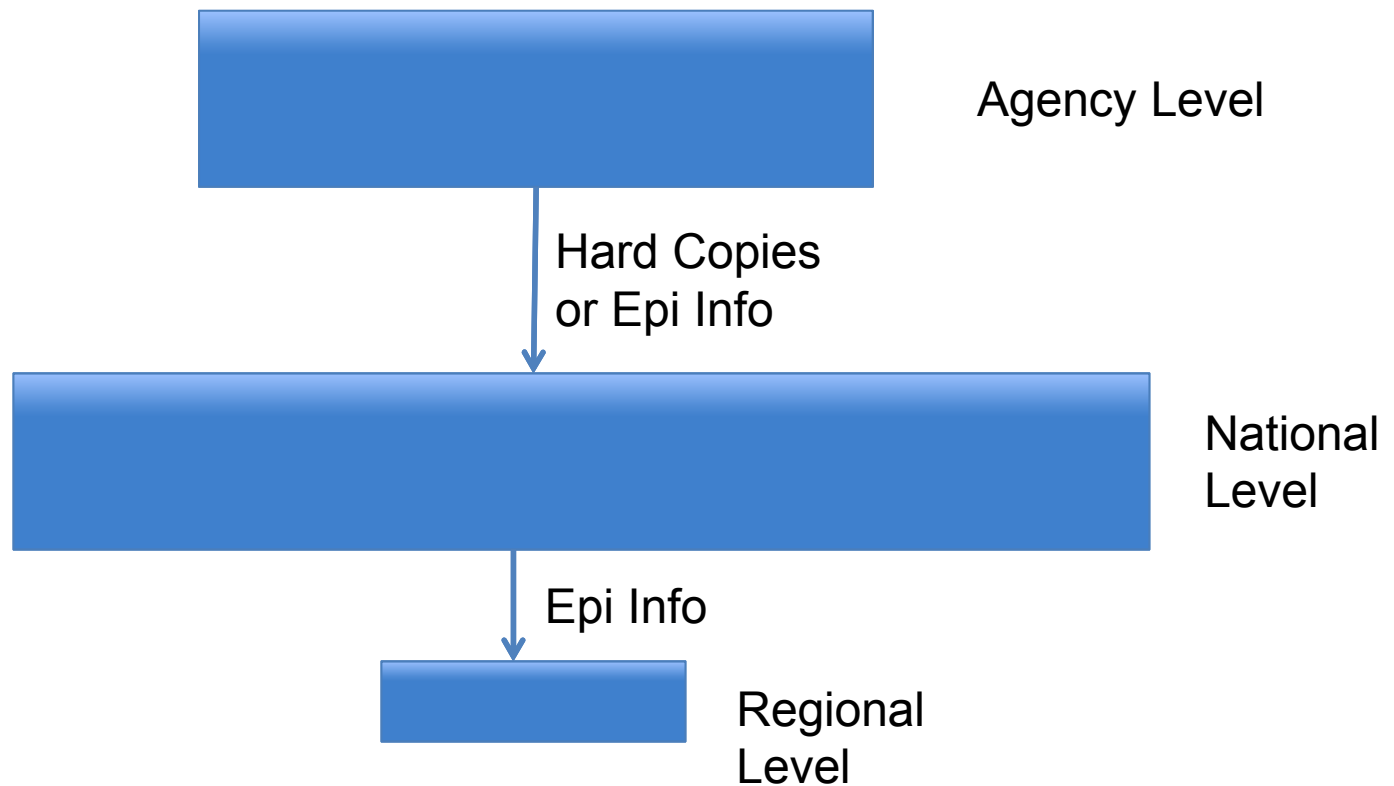 Agency Level
Hard Copies
or Epi Info
National
Level
Epi Info
Regional
Level